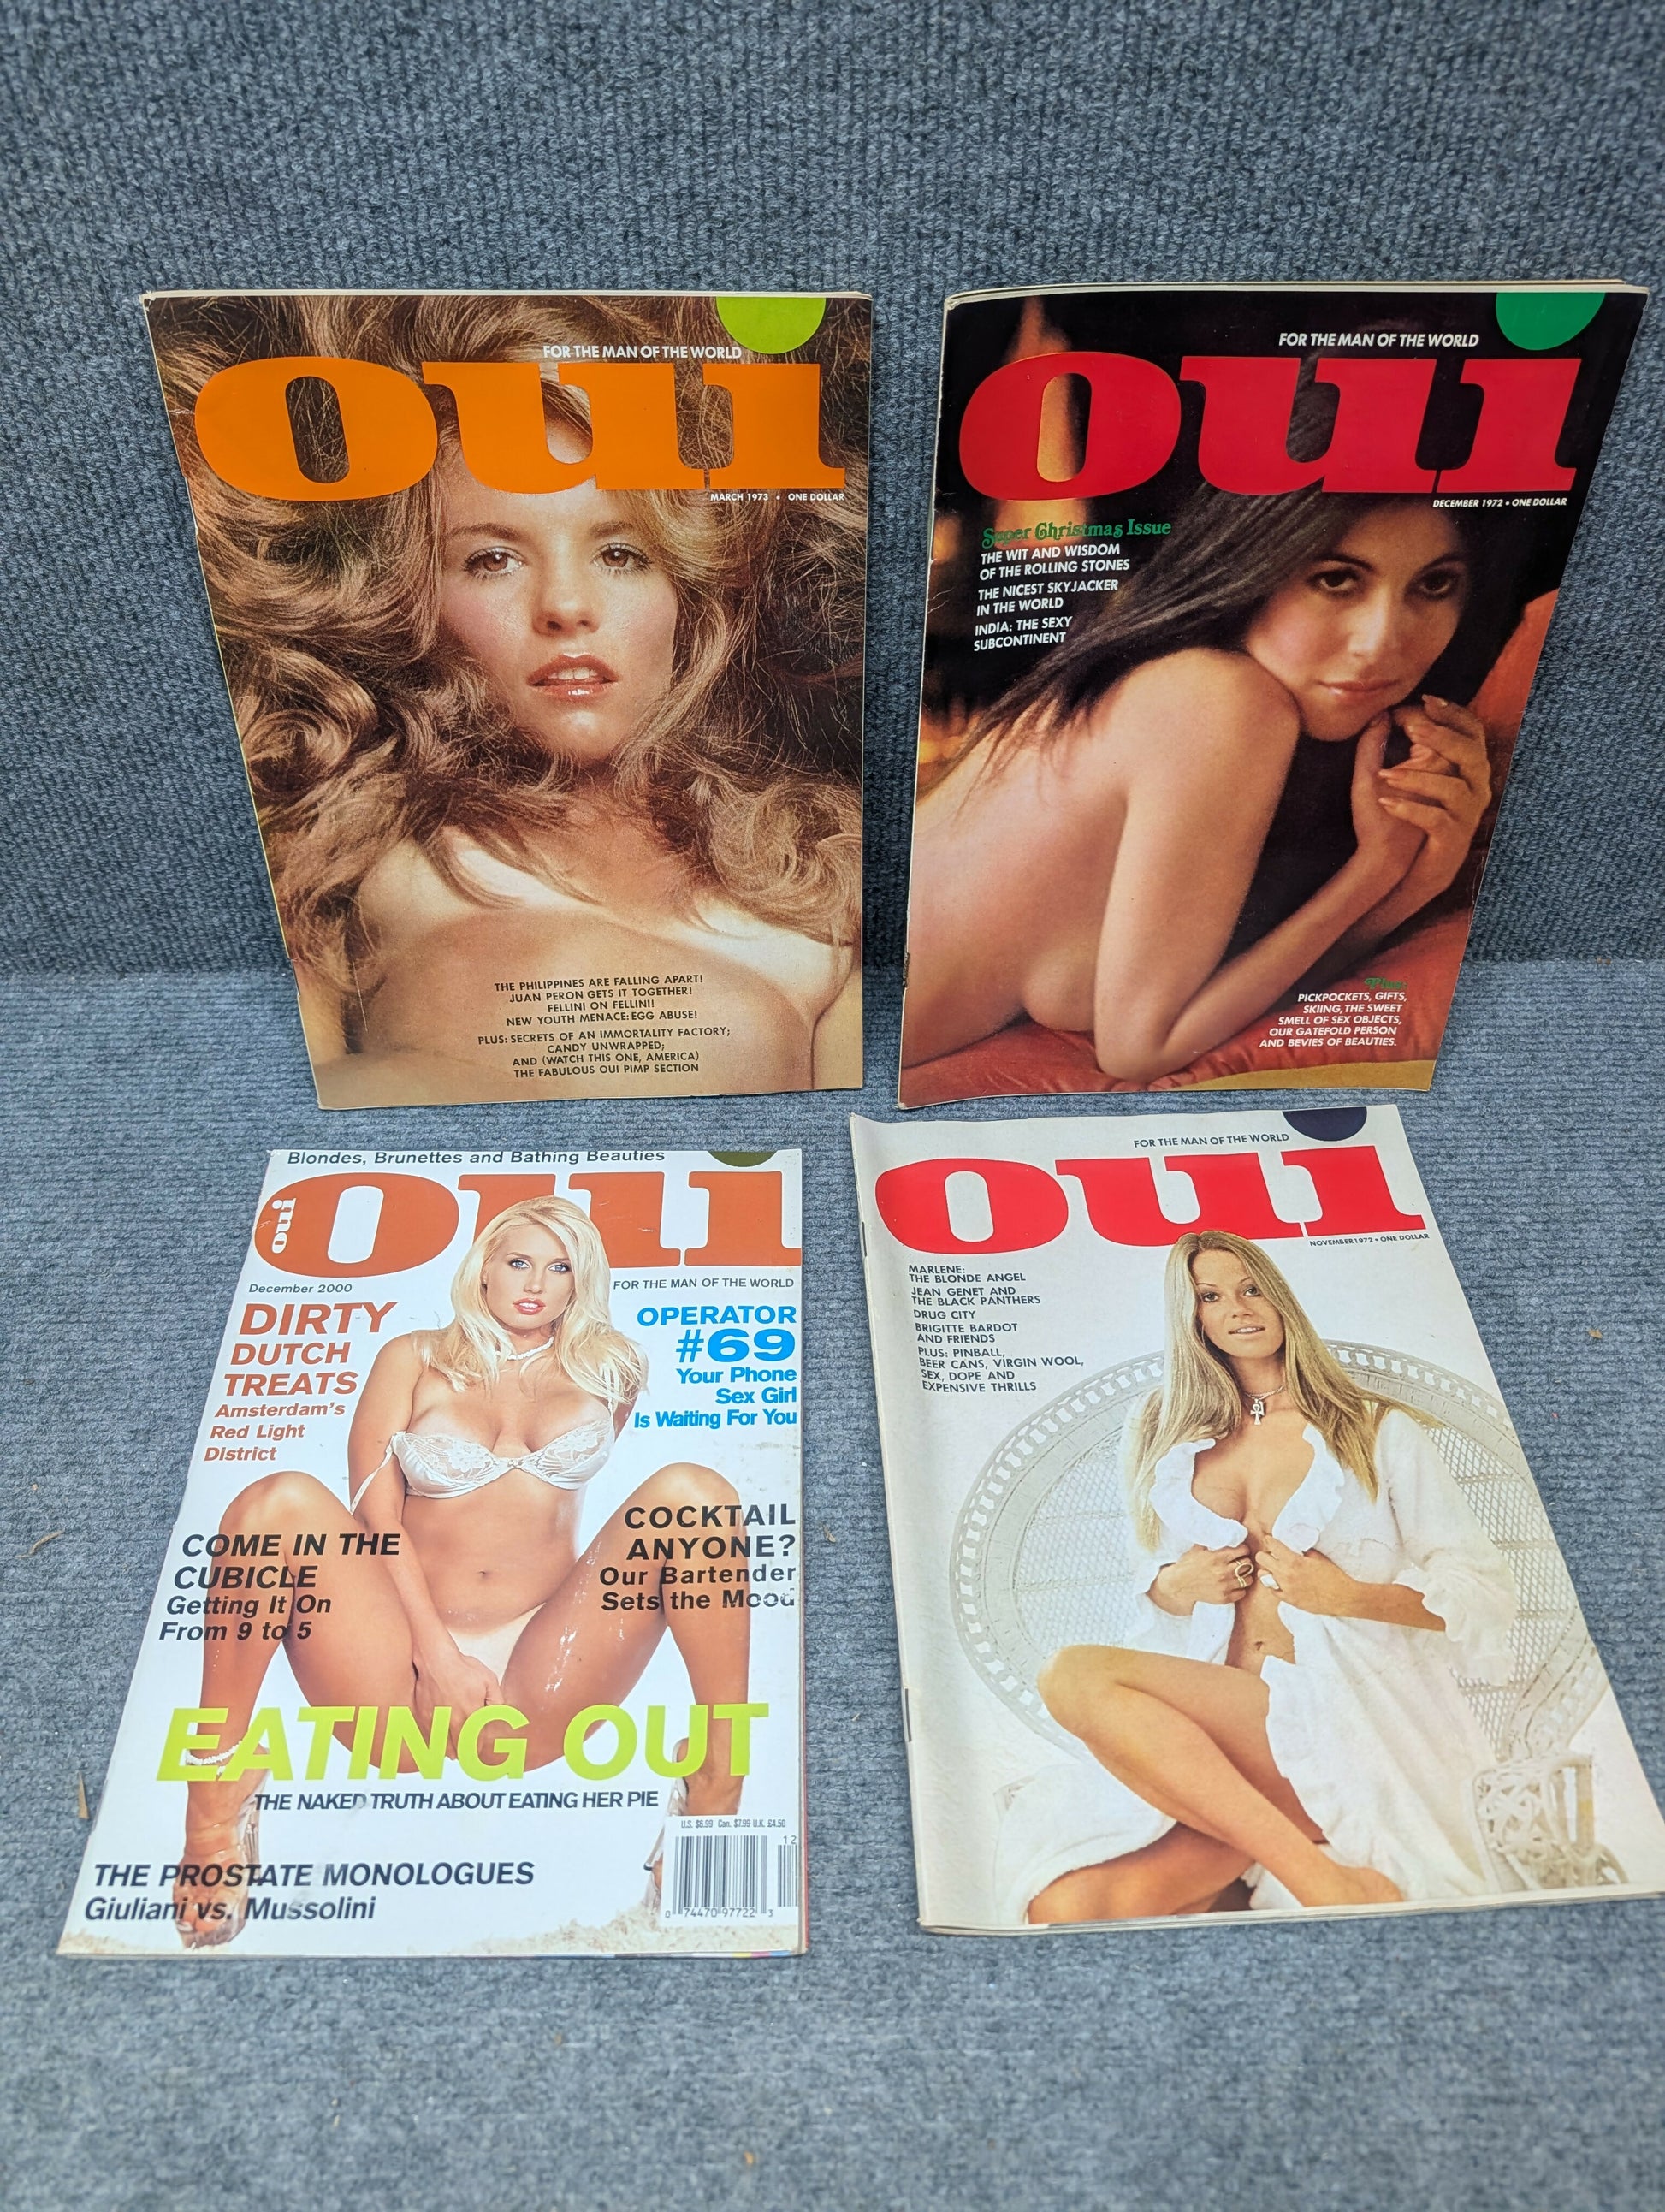 FOR THE MAN OF THE WORLD
oui
MARCH 1973 • ONE DOLLAR
THE PHILIPPINES ARE FALLING APART!
JUAN PERON GETS IT TOGETHER!
FELLINI ON FELLINI!
NEW YOUTH MENACE: EGG ABUSE!
PLUS: SECRETS OF AN IMMORTALITY FACTORY;
CANDY UNWRAPPED;
AND (WATCH THIS ONE, AMERICA)
THE FABULOUS OUI PIMP SECTION
FOR THE MAN OF THE WORLD
oui
DECEMBER 1972 • ONE DOLLAR
Super Christmas Issue
THE WIT AND WISDOM
OF THE ROLLING STONES
THE NICEST SKYJACKER
IN THE WORLD
INDIA: THE SEXY
SUBCONTINENT
Plus:
PICKPOCKETS, GIFTS,
SKIING, THE SWEET
SMELL OF SEX OBJECTS,
OUR GATEFOLD PERSON
AND BEVIES OF BEAUTIES.
Blondes, Brunettes and Bathing Beauties
oui
oui
December 2000
FOR THE MAN OF THE WORLD
DIRTY
DUTCH
TREATS
Amsterdam's
Red Light
District
OPERATOR
#69
Your Phone
Sex Girl
Is Waiting For You
COME IN THE
CUBICLE
Getting It On
From 9 to 5
COCKTAIL
ANYONE?
Our Bartender
Sets the Mood
EATING OUT
THE NAKED TRUTH ABOUT EATING HER PIE
U.S. $6.99 Can. $7.99 U.K. £4.50
12
0 74470 97722 3
THE PROSTATE MONOLOGUES
Giuliani vs. Mussolini
FOR THE MAN OF THE WORLD
oui
NOVEMBER 1972 • ONE DOLLAR
MARLENE:
THE BLONDE ANGEL
JEAN GENET AND
THE BLACK PANTHERS
DRUG CITY
BRIGITTE BARDOT
AND FRIENDS
PLUS: PINBALL,
BEER CANS, VIRGIN WOOL,
SEX, DOPE AND
EXPENSIVE THRILLS